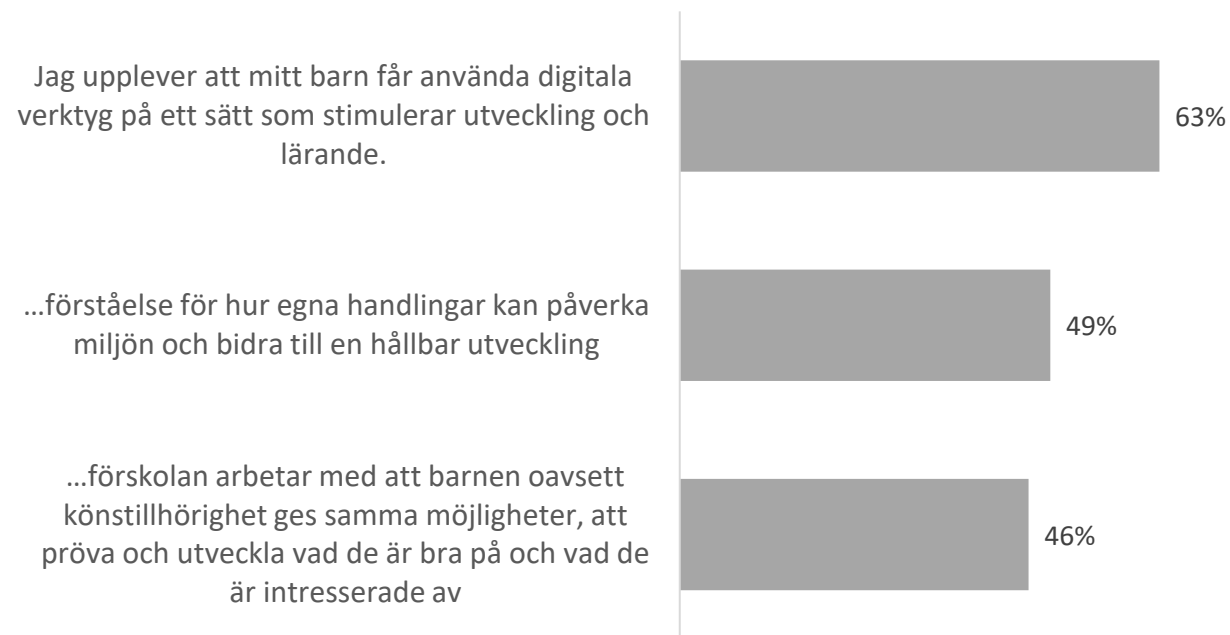 Jag upplever att mitt barn får använda digitala
verktyg på ett sätt som stimulerar utveckling och
lärande.
63%
…förståelse för hur egna handlingar kan påverka
miljön och bidra till en hållbar utveckling
49%
…förskolan arbetar med att barnen oavsett
könstillhörighet ges samma möjligheter, att
pröva och utveckla vad de är bra på och vad de
är intresserade av
46%